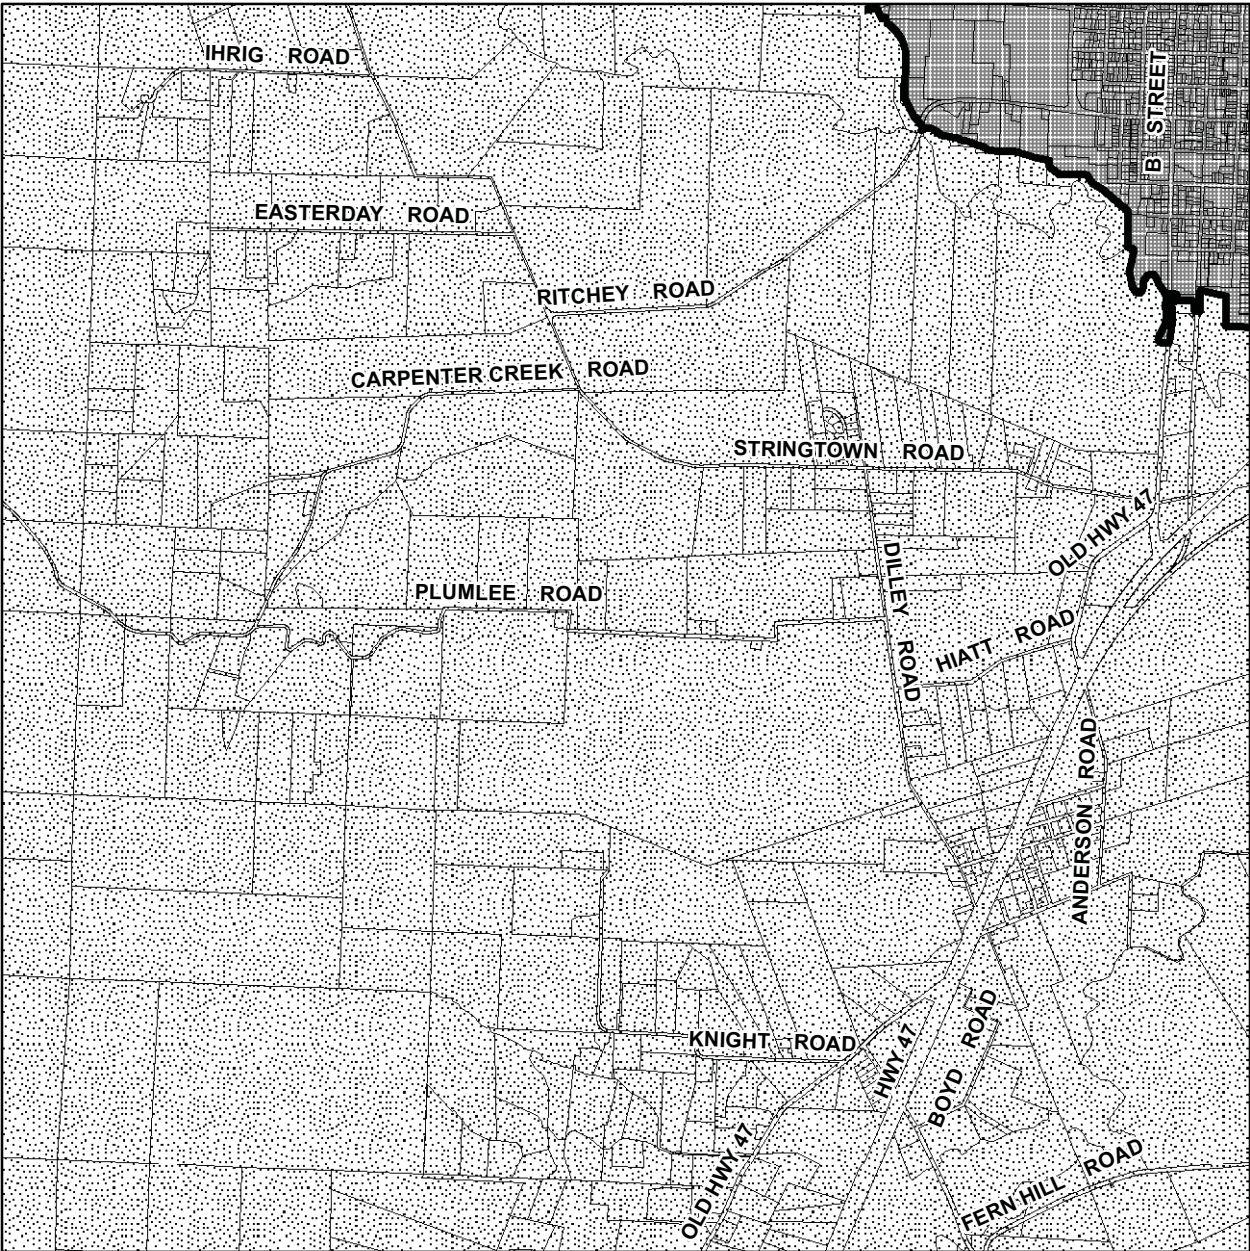 IHRIG ROAD
B STREET
EASTERDAY ROAD
RITCHEY ROAD
CARPENTER CREEK ROAD
STRINGTOWN ROAD
OLD HWY 47
DILLEY ROAD
PLUMLEE ROAD
HIATT ROAD
ANDERSON ROAD
KNIGHT ROAD
HWY 47
BOYD ROAD
OLD HWY 47
FERN HILL ROAD